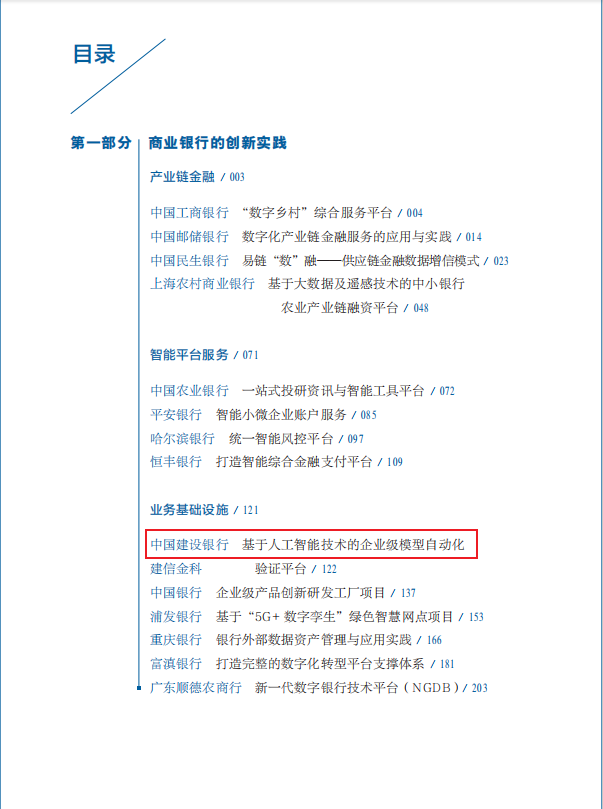 目录
第一部分 商业银行的创新实践
产业链金融 / 003
中国工商银行 “数字乡村”综合服务平台 / 004
中国邮储银行 数字化产业链金融服务的应用与实践 / 014
中国民生银行 易链“数”融——供应链金融数据增信模式 / 023
上海农村商业银行 基于大数据及遥感技术的中小银行
农业产业链融资平台 / 048
智能平台服务 / 071
中国农业银行 一站式投研资讯与智能工具平台 / 072
平安银行 智能小微企业账户服务 / 085
哈尔滨银行 统一智能风控平台 / 097
恒丰银行 打造智能综合金融支付平台 / 109
业务基础设施 / 121
中国建设银行 基于人工智能技术的企业级模型自动化
建信金科 验证平台 / 122
中国银行 企业级产品创新研发工厂项目 / 137
浦发银行 基于“5G+ 数字孪生”绿色智慧网点项目 / 153
重庆银行 银行外部数据资产管理与应用实践 / 166
富滇银行 打造完整的数字化转型平台支撑体系 / 181
广东顺德农商行 新一代数字银行技术平台（NGDB）/ 203